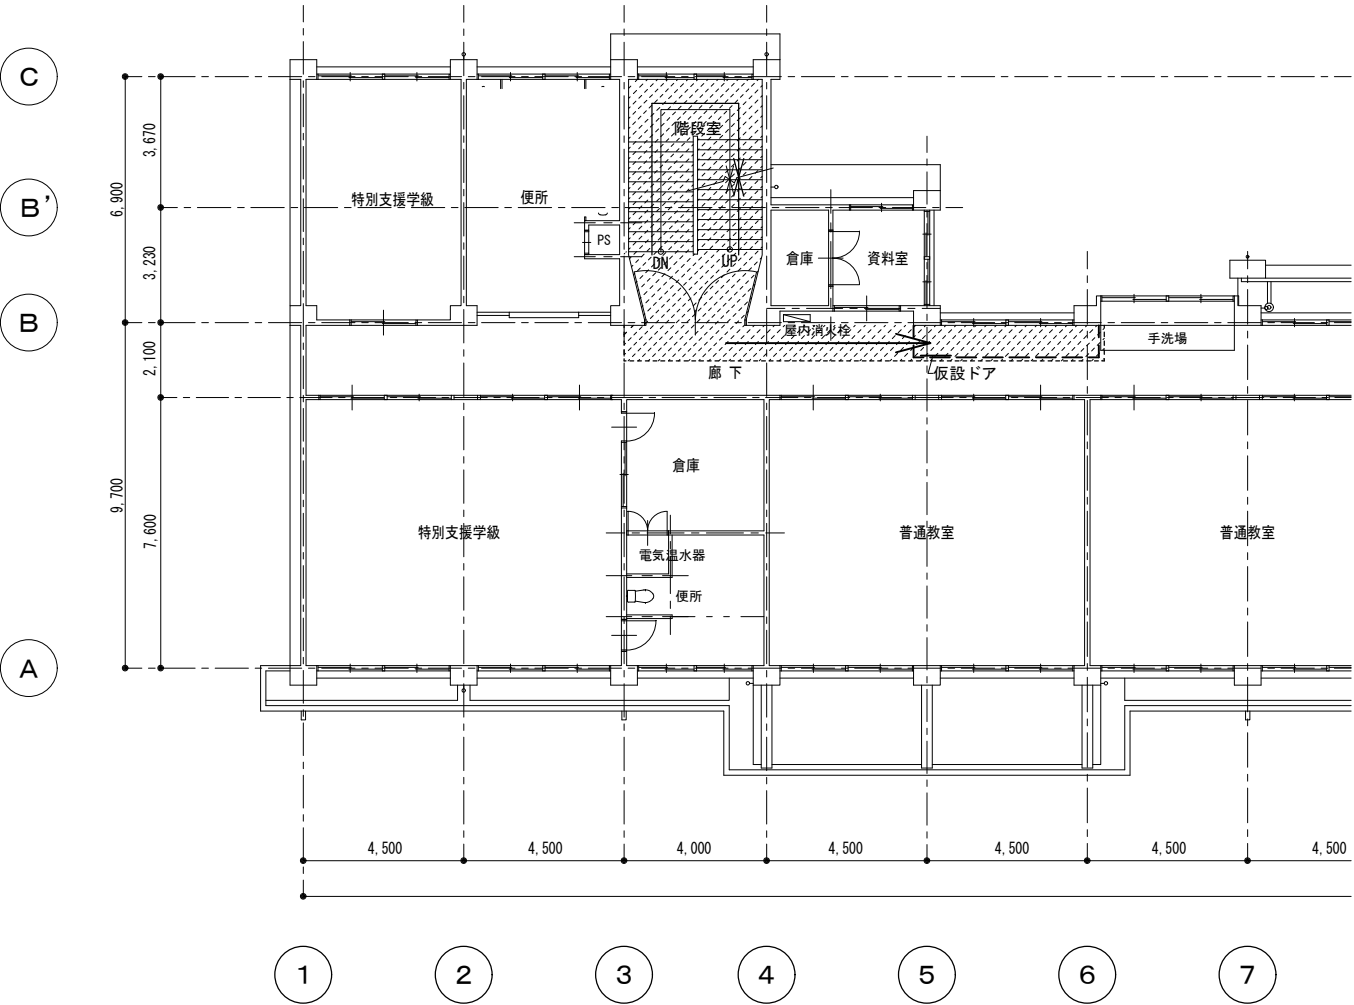 C
3,670
階段室
6,900
特別支援学級
便所
B'
PS
3,230
倉庫
資料室
DN
UP
B
屋内消火栓
手洗場
2,100
廊 下
仮設ドア
倉庫
9,700
7,600
特別支援学級
普通教室
普通教室
電気温水器
便所
A
4,500
4,500
4,000
4,500
4,500
4,500
4,500
1
2
3
4
5
6
7